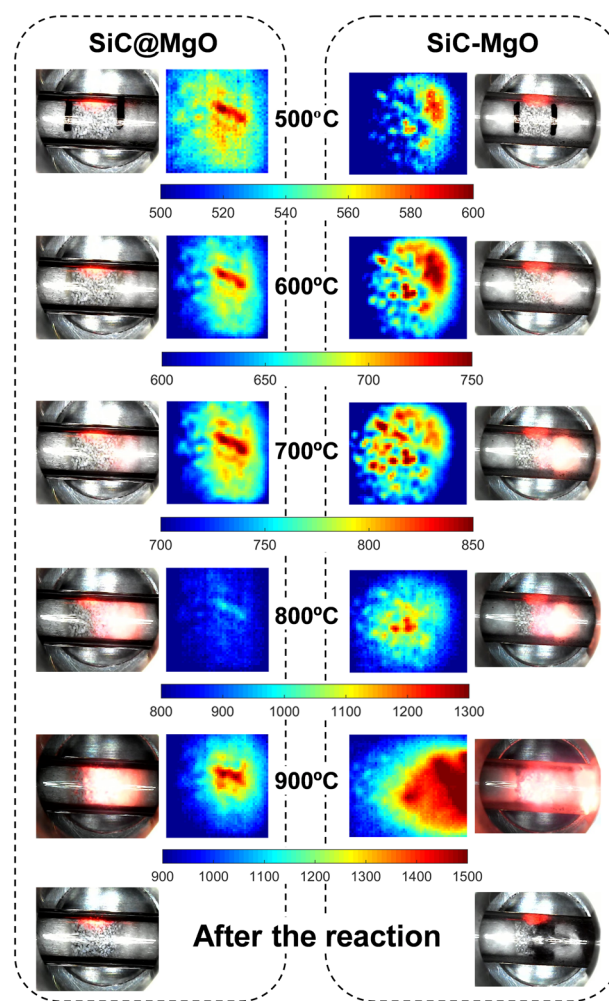 SiC@MgO SiC-MgO
500°C
500 520 540 560 580 600
600ºC
600 650 700 750
700ºC
700 750 800 850
800ºC
800 900 1000 1100 1200 1300
900ºC
900 1000 1100 1200 1300 1400 1500
After the reaction